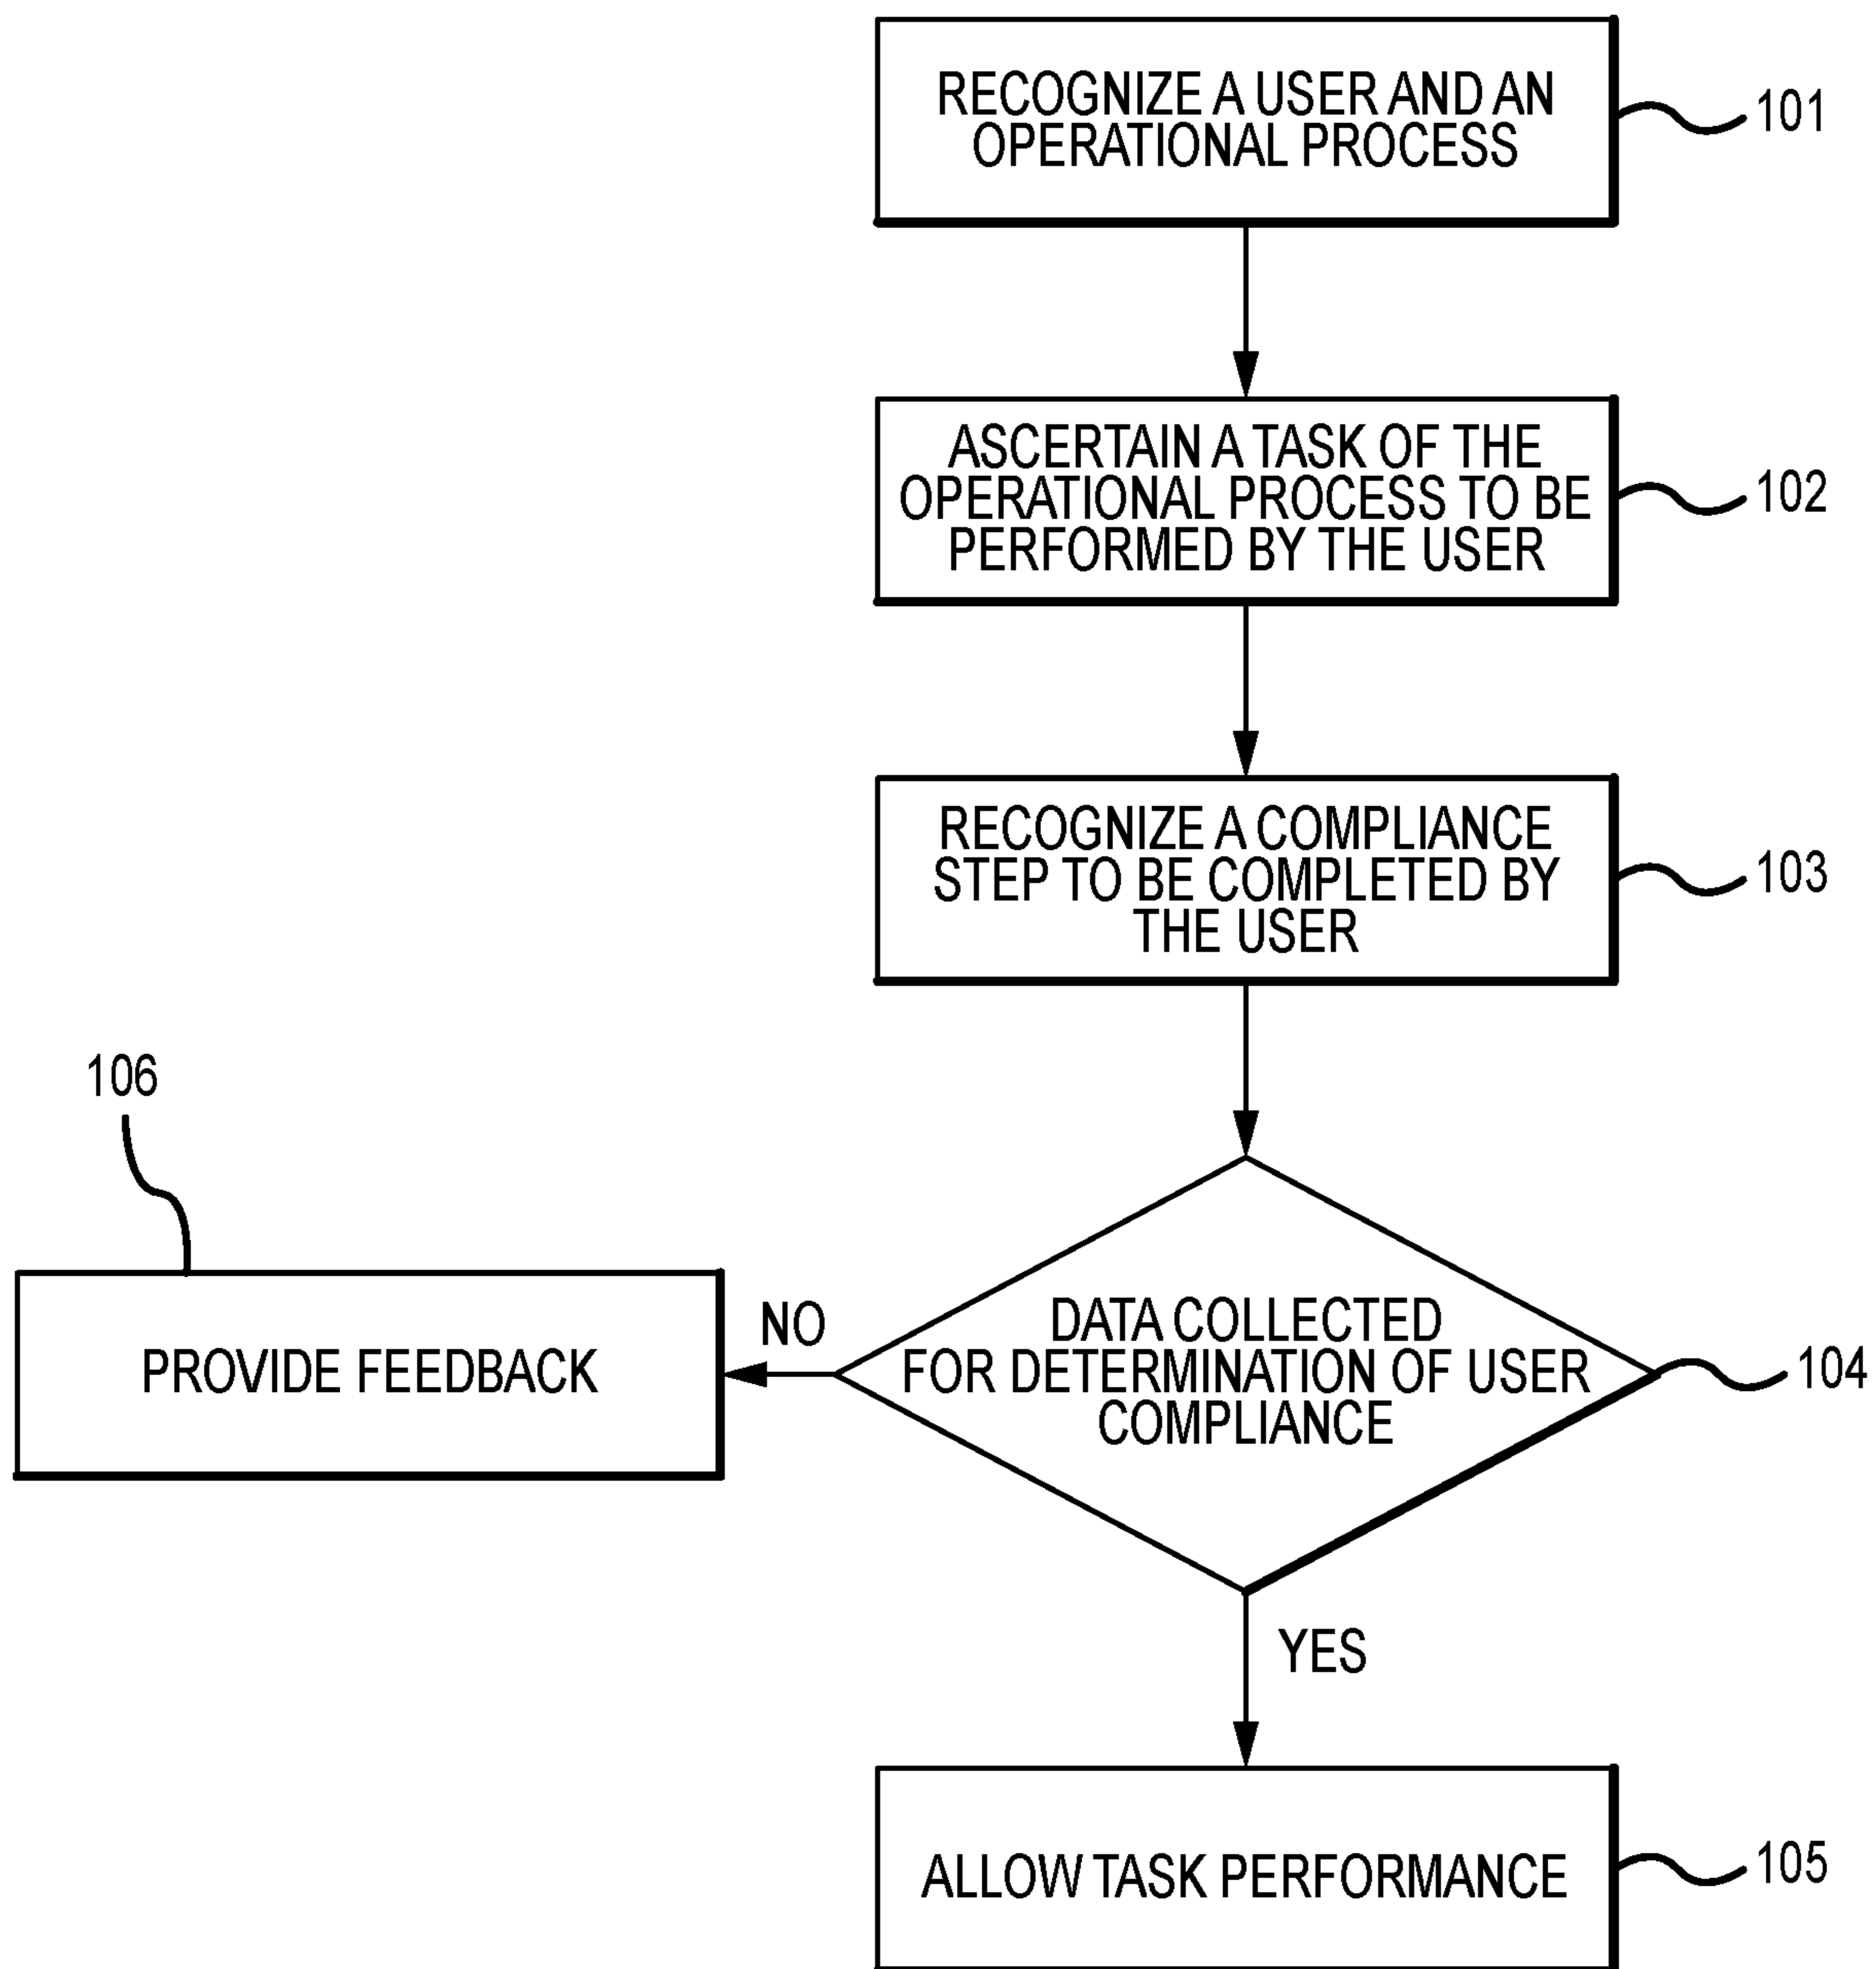 RECOGNIZE A USER AND AN
OPERATIONAL PROCESS
101
ASCERTAIN A TASK OF THE
OPERATIONAL PROCESS TO BE
PERFORMED BY THE USER
102
RECOGNIZE A COMPLIANCE
STEP TO BE COMPLETED BY
THE USER
103
106
PROVIDE FEEDBACK
NO
DATA COLLECTED
FOR DETERMINATION OF USER
COMPLIANCE
104
YES
ALLOW TASK PERFORMANCE
105